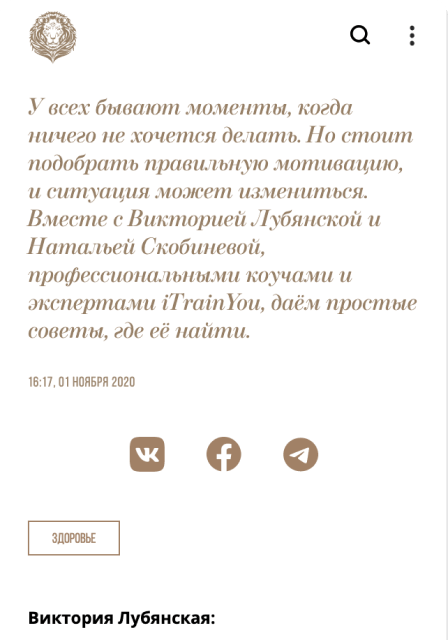 У всех бывают моменты, когда
ничего не хочется делать. Но стоит
подобрать правильную мотивацию,
и ситуация может измениться.
Вместе с Викторией Лубянской и
Натальей Скобиневой,
профессиональными коучами и
экспертами iTrainYou, даём простые
советы, где её найти.
16:17, 01 НОЯБРЯ 2020
ЗДОРОВЬЕ
Виктория Лубянская: